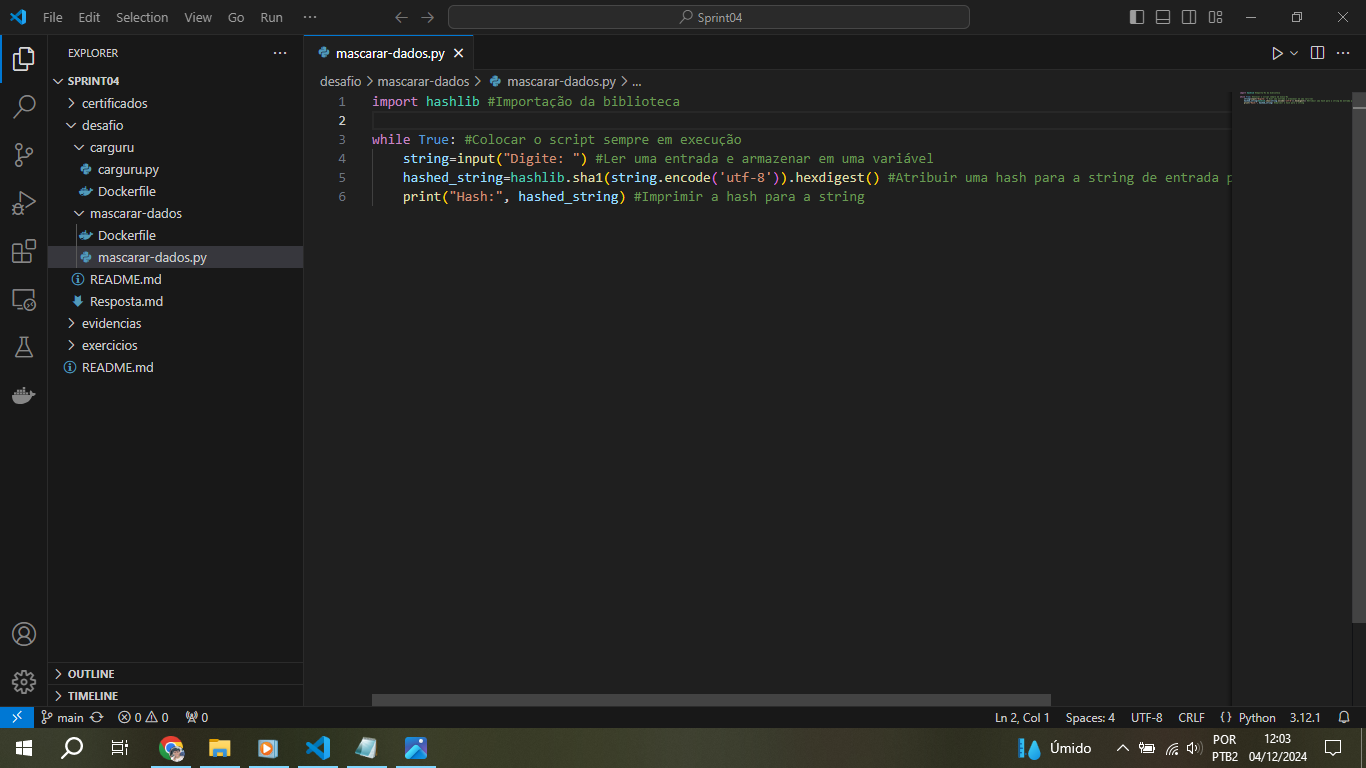 File Edit Selection View Go Run ···
Sprint04
EXPLORER ···
SPRINT04
certificados
desafio
carguru
carguru.py
Dockerfile
mascarar-dados
Dockerfile
mascarar-dados.py
README.md
Resposta.md
evidencias
exercicios
README.md
OUTLINE
TIMELINE
mascarar-dados.py
desafio > mascarar-dados > mascarar-dados.py > ...
1 import hashlib #Importação da biblioteca
2
3 while True: #Colocar o script sempre em execução
4 string=input("Digite: ") #Ler uma entrada e armazenar em uma variável
5 hashed_string=hashlib.sha1(string.encode('utf-8')).hexdigest() #Atribuir uma hash para a string de entrada p
6 print("Hash:", hashed_string) #Imprimir a hash para a string
main 0 0 0 Ln 2, Col 1 Spaces: 4 UTF-8 CRLF {} Python 3.12.1
Úmido POR 12:03
PTB2 04/12/2024